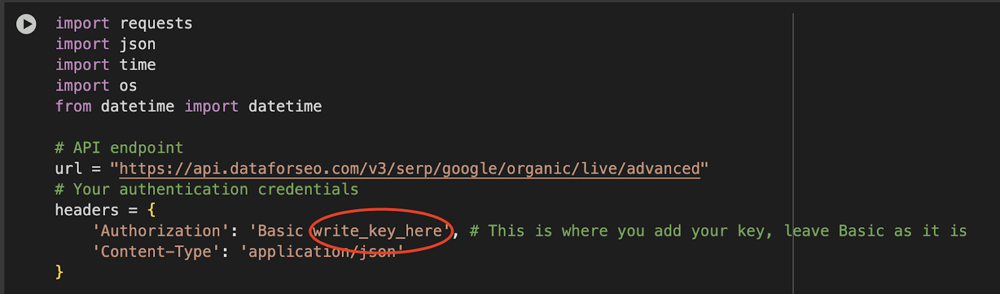 import requests
import json
import time
import os
from datetime import datetime
# API endpoint
url = "https://api.dataforseo.com/v3/serp/google/organic/live/advanced"
# Your authentication credentials
headers = {
    'Authorization': 'Basic write_key_here', # This is where you add your key, leave Basic as it is
    'Content-Type': 'application/json'
}